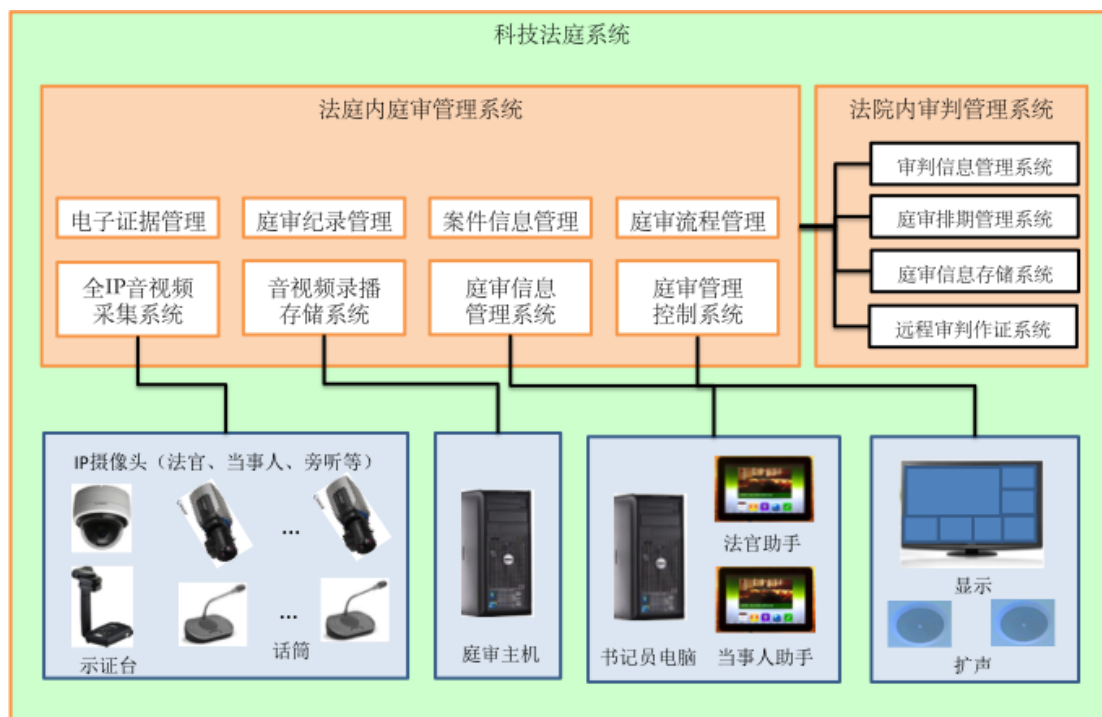 科技法庭系统
法庭内庭审管理系统
法院内审判管理系统
电子证据管理
庭审纪录管理
案件信息管理
庭审流程管理
全IP音视频
采集系统
音视频录播
存储系统
庭审信息
管理系统
庭审管理
控制系统
审判信息管理系统
庭审排期管理系统
庭审信息存储系统
远程审判作证系统
IP摄像头（法官、当事人、旁听等）
...
示证台
...
话筒
庭审主机
书记员电脑
法官助手
当事人助手
显示
扩声